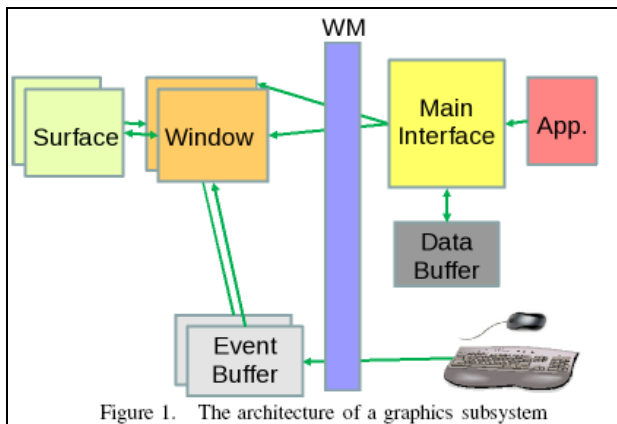 WM
Surface
Window
Main
Interface
App.
Data
Buffer
Event
Buffer
Figure 1. The architecture of a graphics subsystem